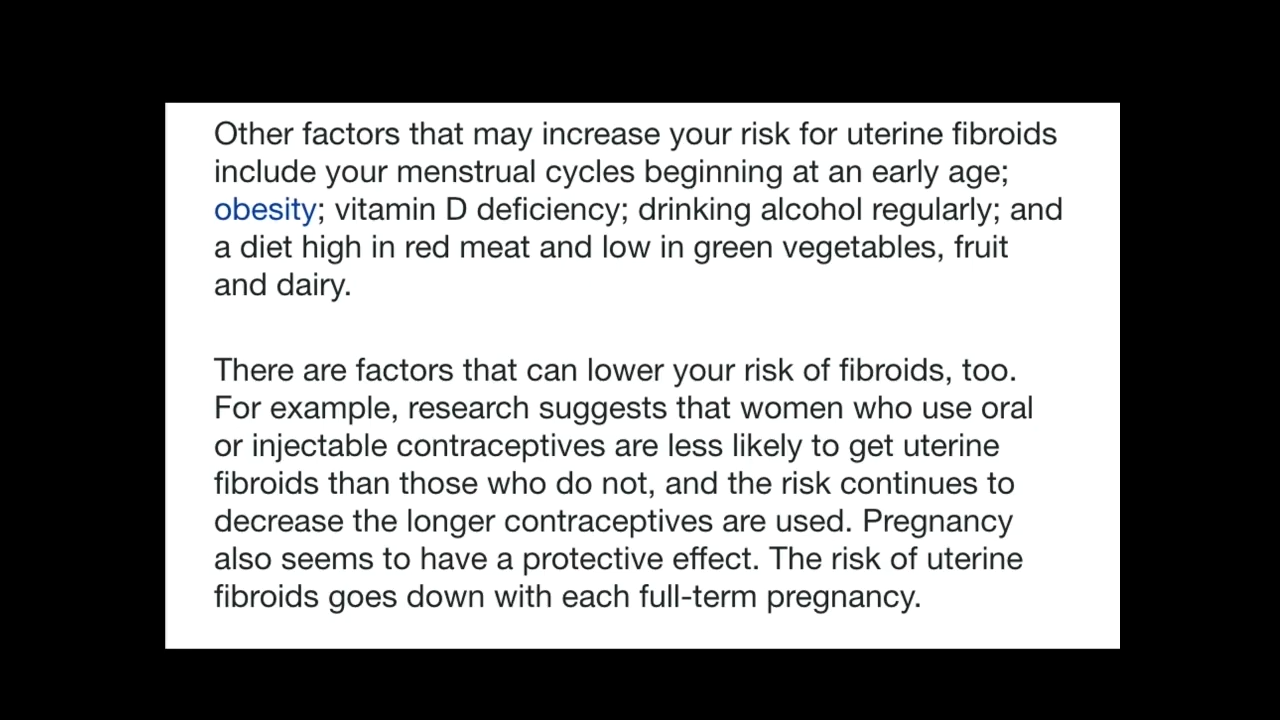 Other factors that may increase your risk for uterine fibroids
include your menstrual cycles beginning at an early age;
obesity; vitamin D deficiency; drinking alcohol regularly; and
a diet high in red meat and low in green vegetables, fruit
and dairy.
There are factors that can lower your risk of fibroids, too.
For example, research suggests that women who use oral
or injectable contraceptives are less likely to get uterine
fibroids than those who do not, and the risk continues to
decrease the longer contraceptives are used. Pregnancy
also seems to have a protective effect. The risk of uterine
fibroids goes down with each full-term pregnancy.